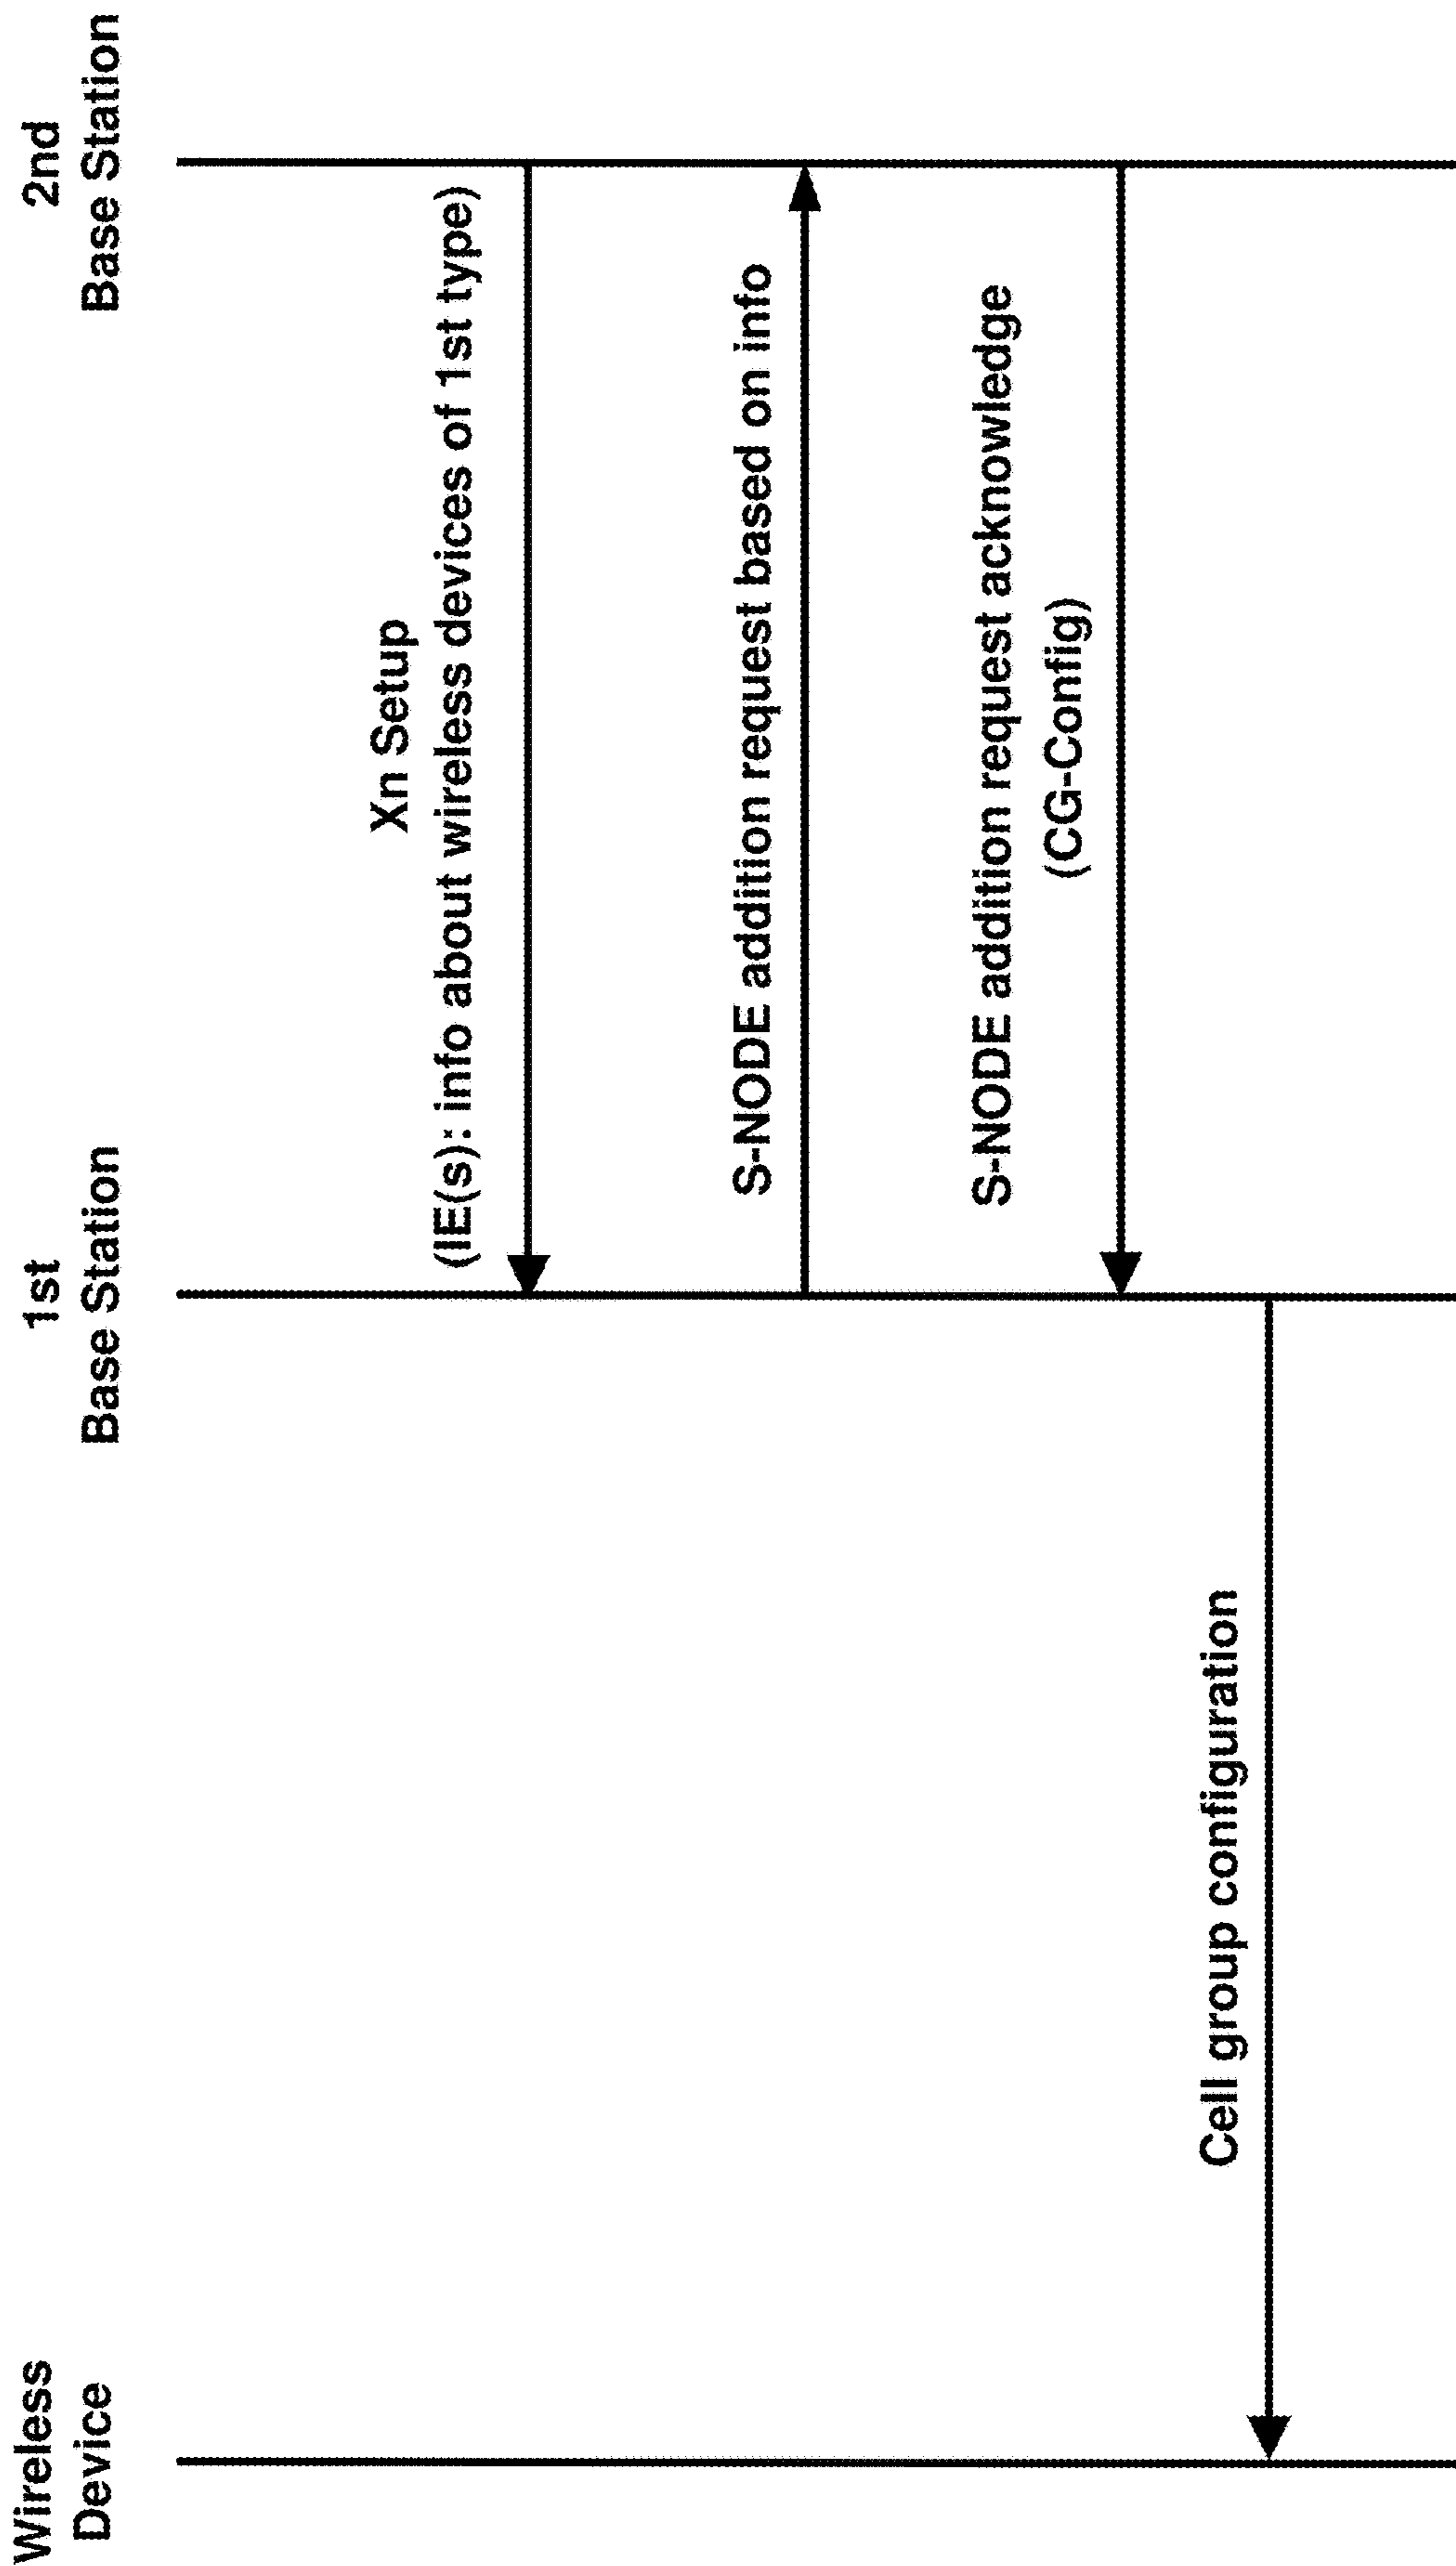 Wireless
Device
1st
Base Station
2nd
Base Station
Xn Setup
(IE(s): info about wireless devices of 1st type)
S-NODE addition request based on info
S-NODE addition request acknowledge
(CG-Config)
Cell group configuration